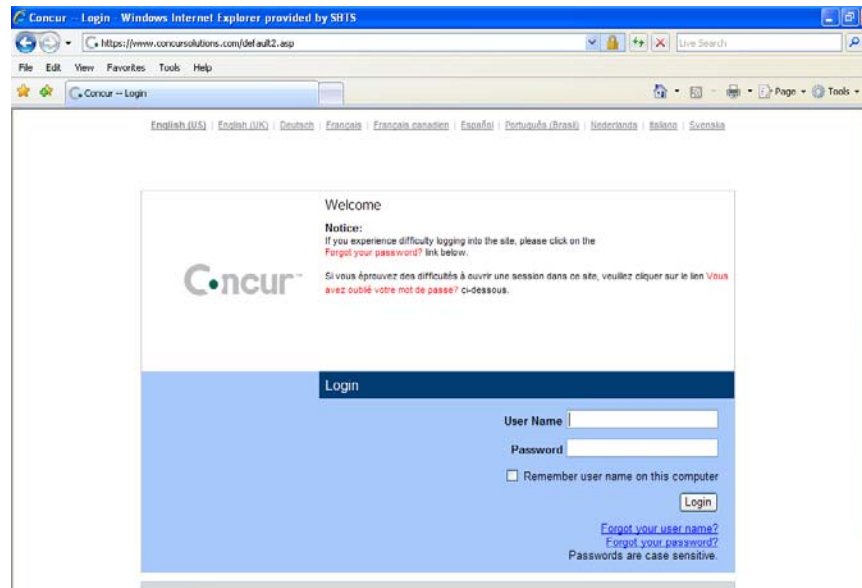 Concur -- Login - Windows Internet Explorer provided by SBTS
https://www.concursolutions.com/default2.asp
Live Search
File Edit View Favorites Tools Help
Concur -- Login
Page
Tools
English (US) | English (UK) | Deutsch | Français | Français canadien | Español | Português (Brasil) | Nederlands | Italiano | Svenska
Welcome
Notice:
If you experience difficulty logging into the site, please click on the
Forgot your password? link below.
Concur™
Si vous éprouvez des difficultés à ouvrir une session dans ce site, veuillez cliquer sur le lien Vous
avez oublié votre mot de passe? ci-dessous.
Login
User Name
Password
Remember user name on this computer
Login
Forgot your user name?
Forgot your password?
Passwords are case sensitive.